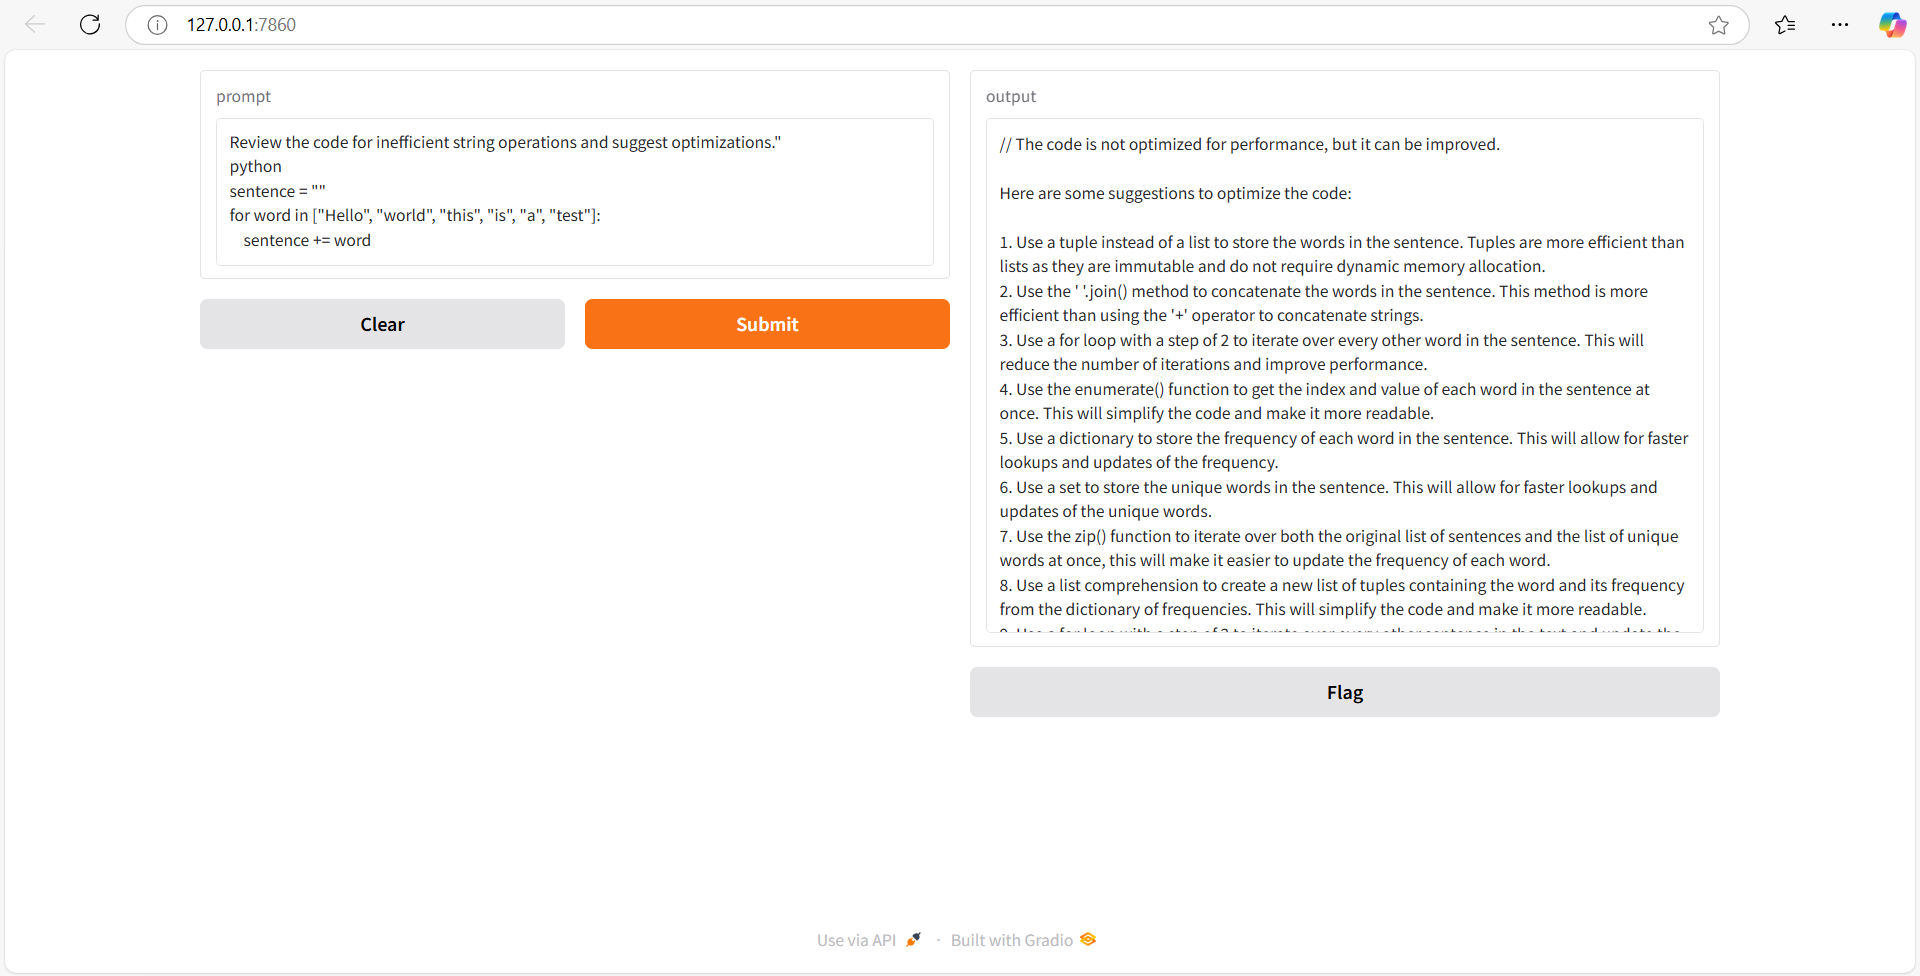 127.0.0.1:7860
prompt
Review the code for inefficient string operations and suggest optimizations."
python
sentence = ""
for word in ["Hello", "world", "this", "is", "a", "test"]:
    sentence += word
Clear
Submit
output
// The code is not optimized for performance, but it can be improved.
Here are some suggestions to optimize the code:
1. Use a tuple instead of a list to store the words in the sentence. Tuples are more efficient than
lists as they are immutable and do not require dynamic memory allocation.
2. Use the ' '.join() method to concatenate the words in the sentence. This method is more
efficient than using the '+' operator to concatenate strings.
3. Use a for loop with a step of 2 to iterate over every other word in the sentence. This will
reduce the number of iterations and improve performance.
4. Use the enumerate() function to get the index and value of each word in the sentence at
once. This will simplify the code and make it more readable.
5. Use a dictionary to store the frequency of each word in the sentence. This will allow for faster
lookups and updates of the frequency.
6. Use a set to store the unique words in the sentence. This will allow for faster lookups and
updates of the unique words.
7. Use the zip() function to iterate over both the original list of sentences and the list of unique
words at once, this will make it easier to update the frequency of each word.
8. Use a list comprehension to create a new list of tuples containing the word and its frequency
from the dictionary of frequencies. This will simplify the code and make it more readable.
Flag
Use via API
·
Built with Gradio